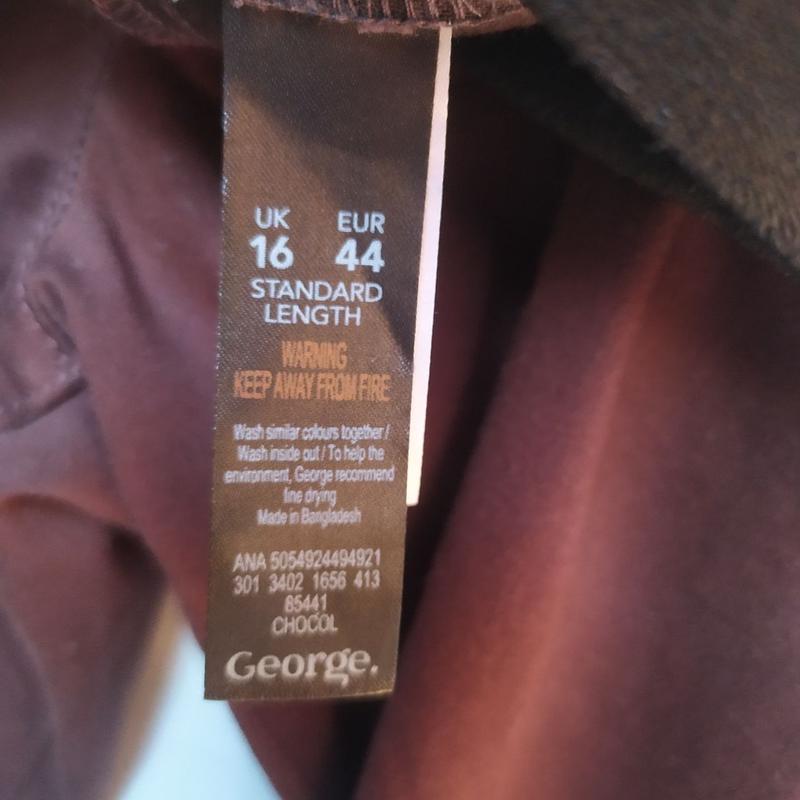 UK EUR
16 44
STANDARD
LENGTH
WARNING
KEEP AWAY FROM FIRE
Wash similar colours together /
Wash inside out / To help the
environment, George recommend
line drying
Made in Bangladesh
ANA 5054924494921
301 3402 1656 413
85441
CHOCOL
George.